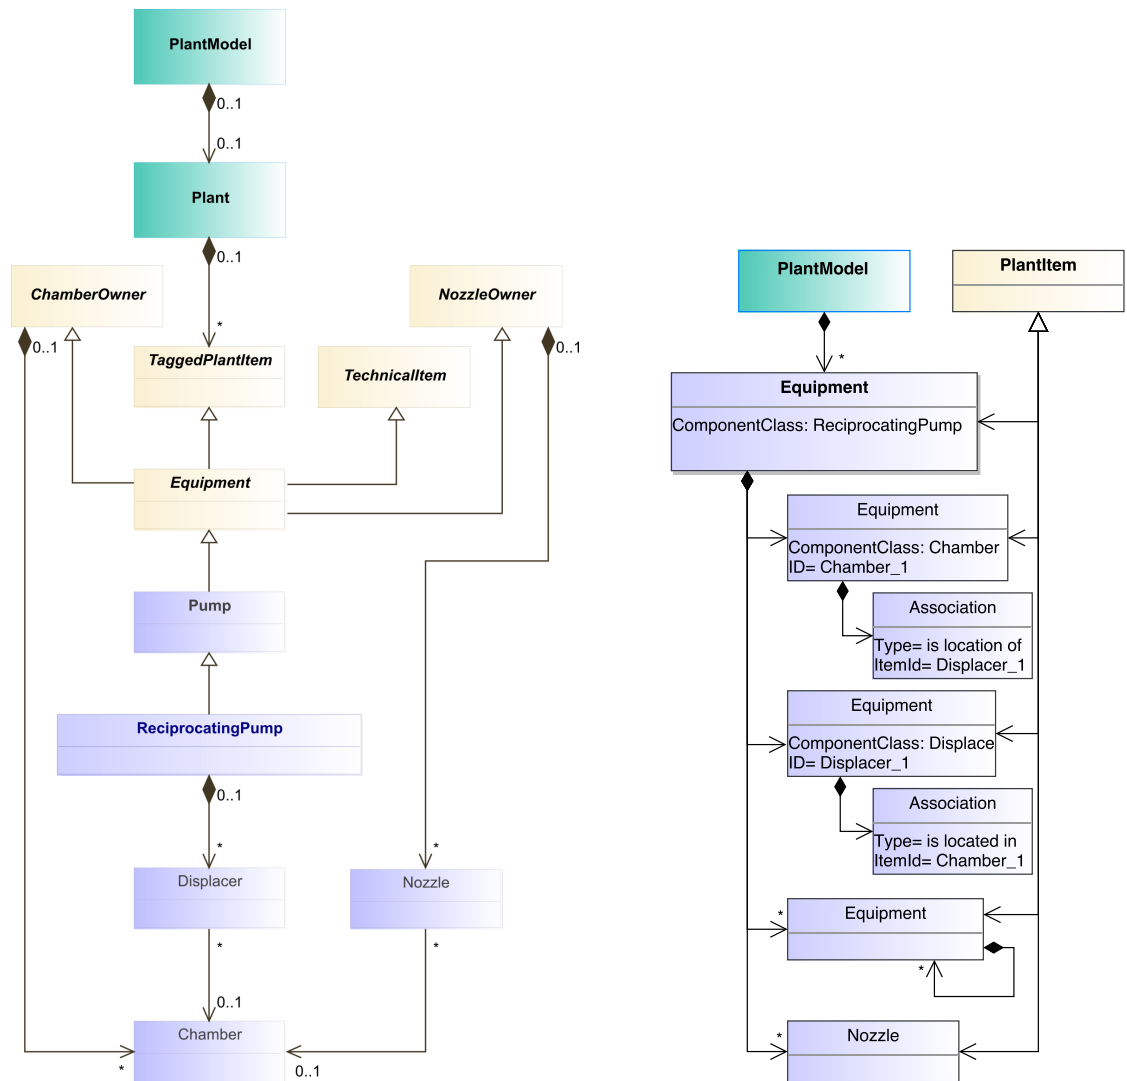 PlantModel
0..1
0..1
Plant
0..1
*
ChamberOwner
0..1
NozzleOwner
0..1
TaggedPlantItem
TechnicalItem
Equipment
Pump
ReciprocatingPump
0..1
*
*
Displacer
Nozzle
*
*
0..1
Chamber
*
0..1
PlantModel
PlantItem
*
Equipment
ComponentClass: ReciprocatingPump
Equipment
ComponentClass: Chamber
ID= Chamber_1
Association
Type= is location of
ItemId= Displacer_1
Equipment
ComponentClass: Displace
ID= Displacer_1
Association
Type= is located in
ItemId= Chamber_1
*
Equipment
*
*
Nozzle